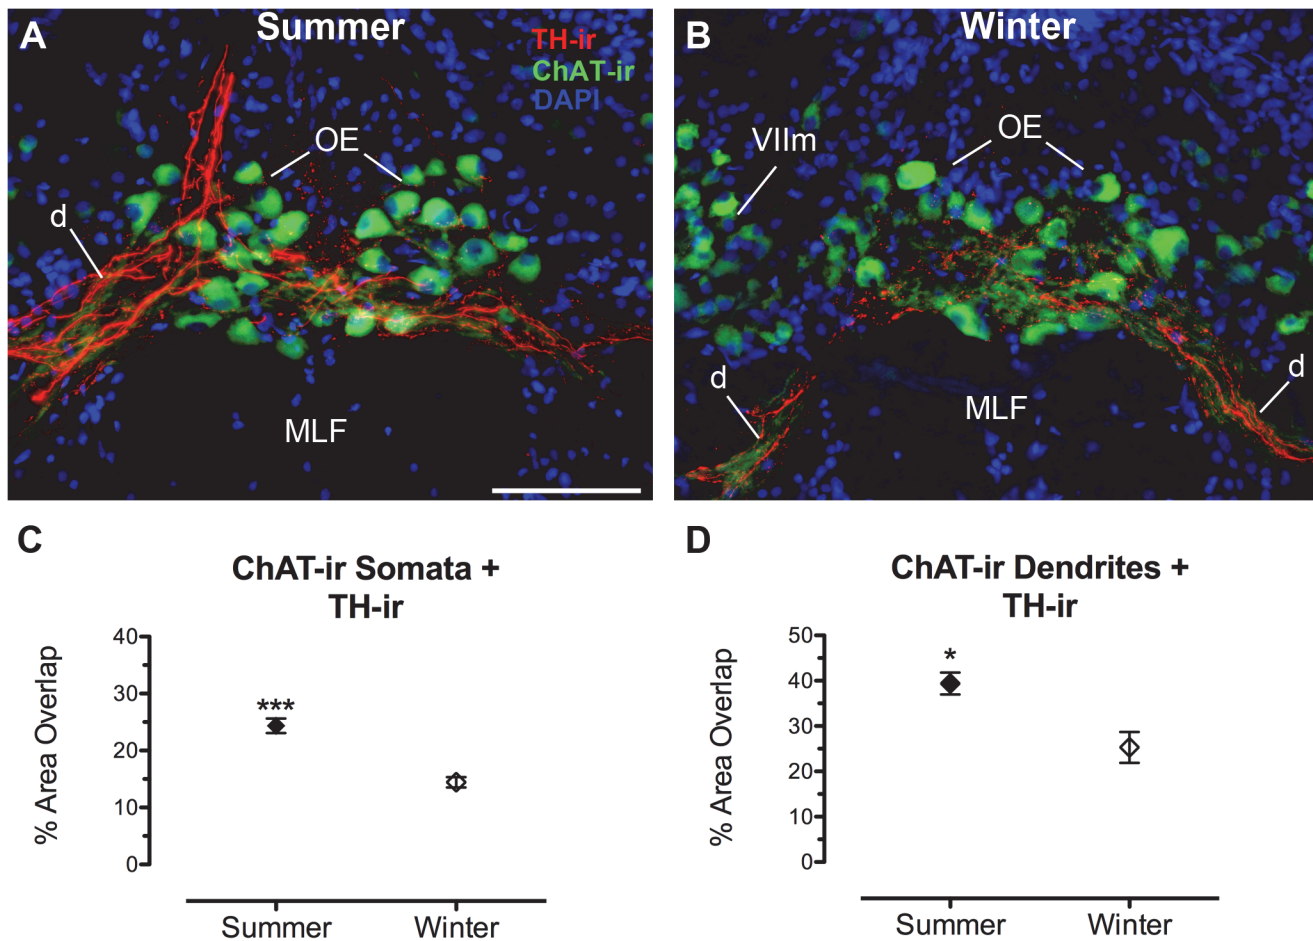 A
Summer
TH-ir
ChAT-ir
DAPI
OE
d
MLF
B
Winter
VIIm
OE
d
d
MLF
C
ChAT-ir Somata +
TH-ir
% Area Overlap
40
30
20
10
0
***
Summer
Winter
D
ChAT-ir Dendrites +
TH-ir
% Area Overlap
50
40
30
20
10
0
*
Summer
Winter